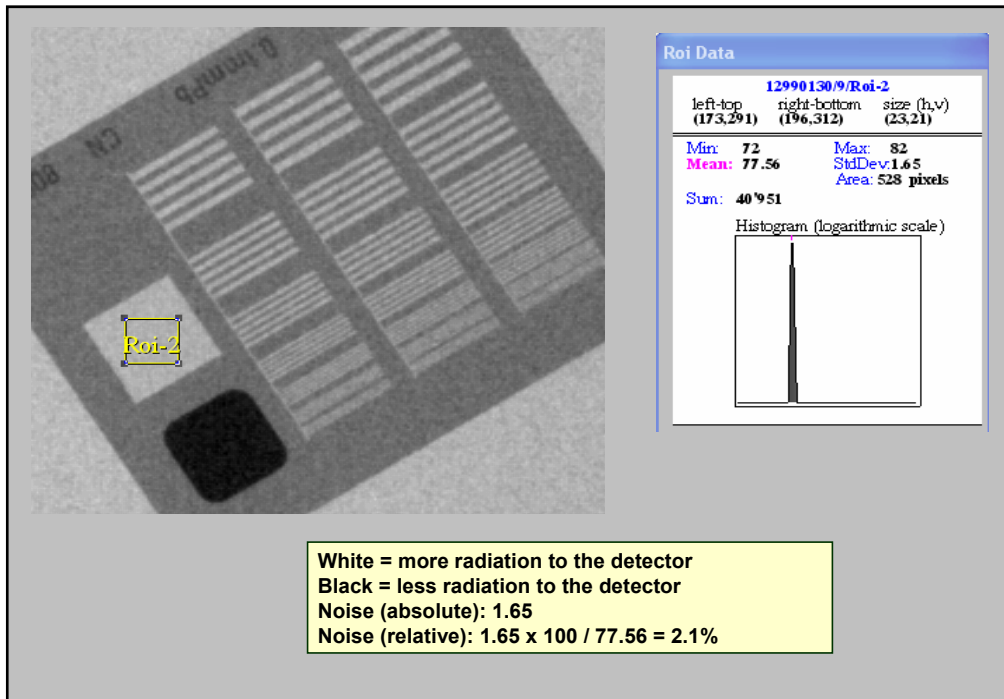 0.1mmPb
CN
Roi-2
Roi Data
12990130/9/Roi-2
left-top right-bottom size (h,v)
(173,291) (196,312) (23,21)
Min: 72 Max: 82
Mean: 77.56 StdDev:1.65
Area: 528 pixels
Sum: 40'951
Histogram (logarithmic scale)
White = more radiation to the detector
Black = less radiation to the detector
Noise (absolute): 1.65
Noise (relative): 1.65 x 100 / 77.56 = 2.1%